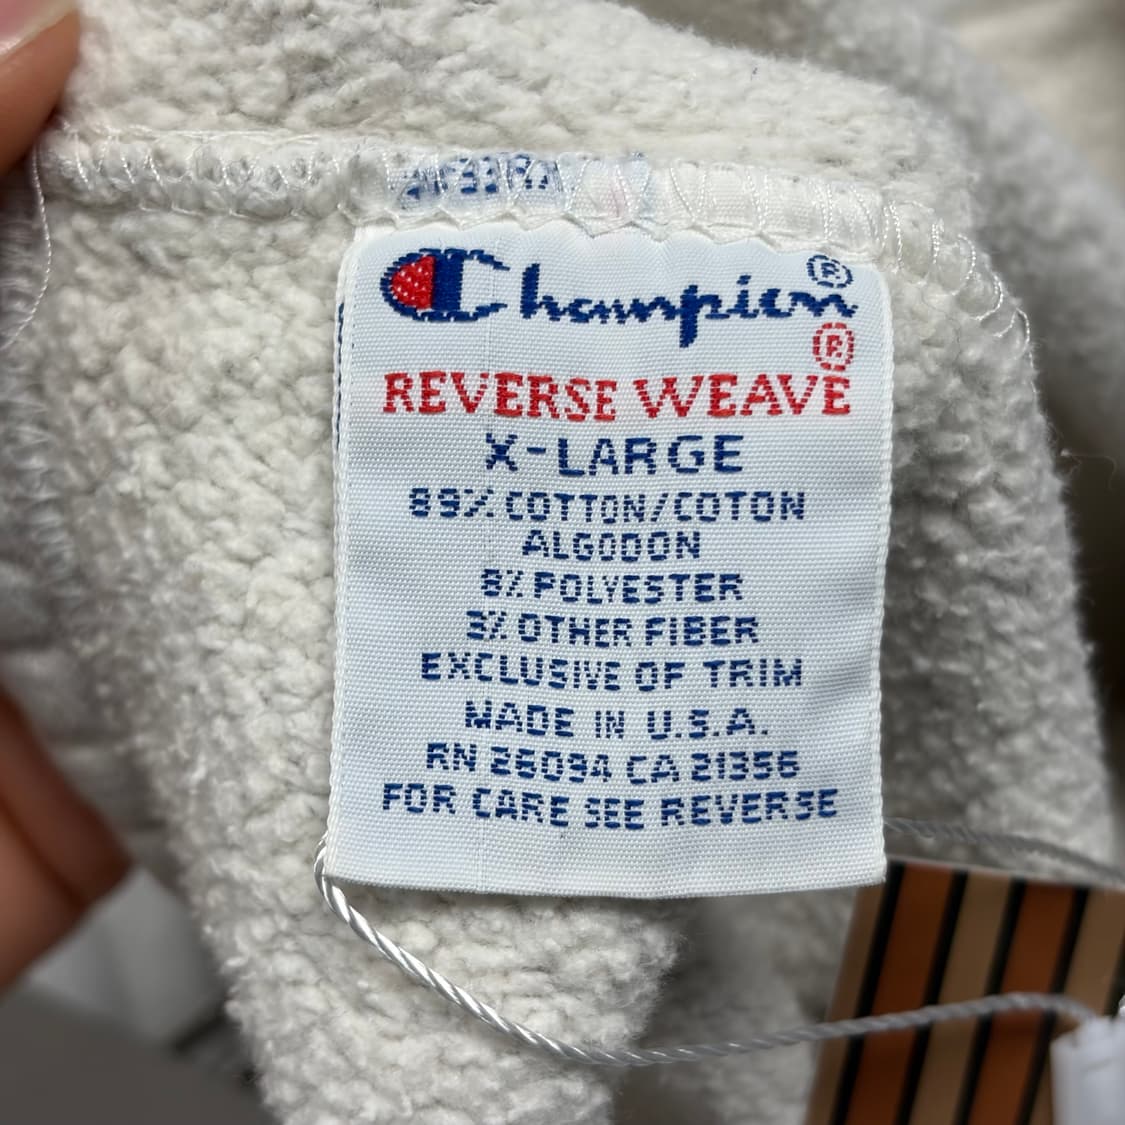 Champion®
®
REVERSE WEAVE
X-LARGE
89% COTTON/COTON
ALGODON
8% POLYESTER
3% OTHER FIBER
EXCLUSIVE OF TRIM
MADE IN U.S.A.
RN 26094 CA 21356
FOR CARE SEE REVERSE